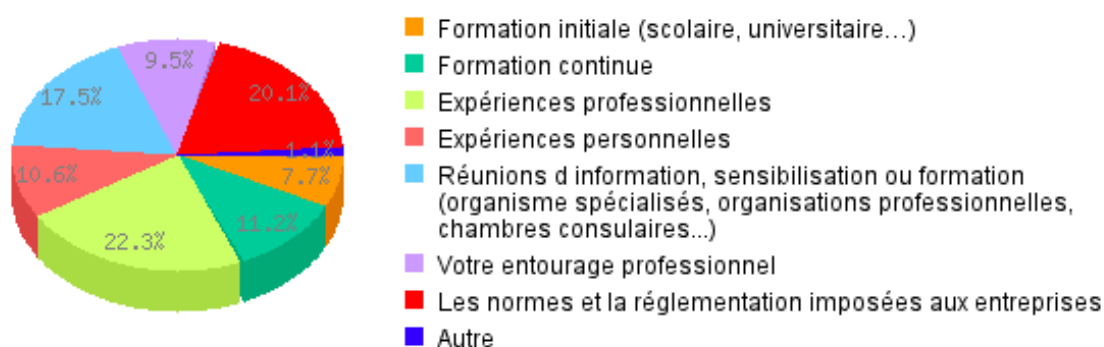 9.5%
17.5%
20.1%
1.1%
10.6%
7.7%
11.2%
22.3%
Formation initiale (scolaire, universitaire...)
Formation continue
Expériences professionnelles
Expériences personnelles
Réunions d information, sensibilisation ou formation
(organisme spécialisés, organisations professionnelles,
chambres consulaires...)
Votre entourage professionnel
Les normes et la réglementation imposées aux entreprises
Autre